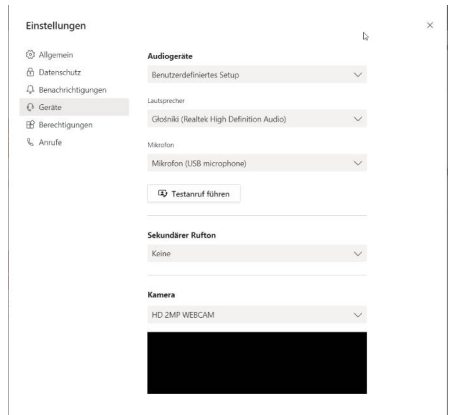 Einstellungen
Allgemein
Datenschutz
Benachrichtigungen
Geräte
Berechtigungen
Anrufe
Audiogeräte
Benutzerdefiniertes Setup
Lautsprecher
Głośniki (Realtek High Definition Audio)
Mikrofon
Mikrofon (USB microphone)
Testanruf führen
Sekundärer Rufton
Keine
Kamera
HD 2MP WEBCAM